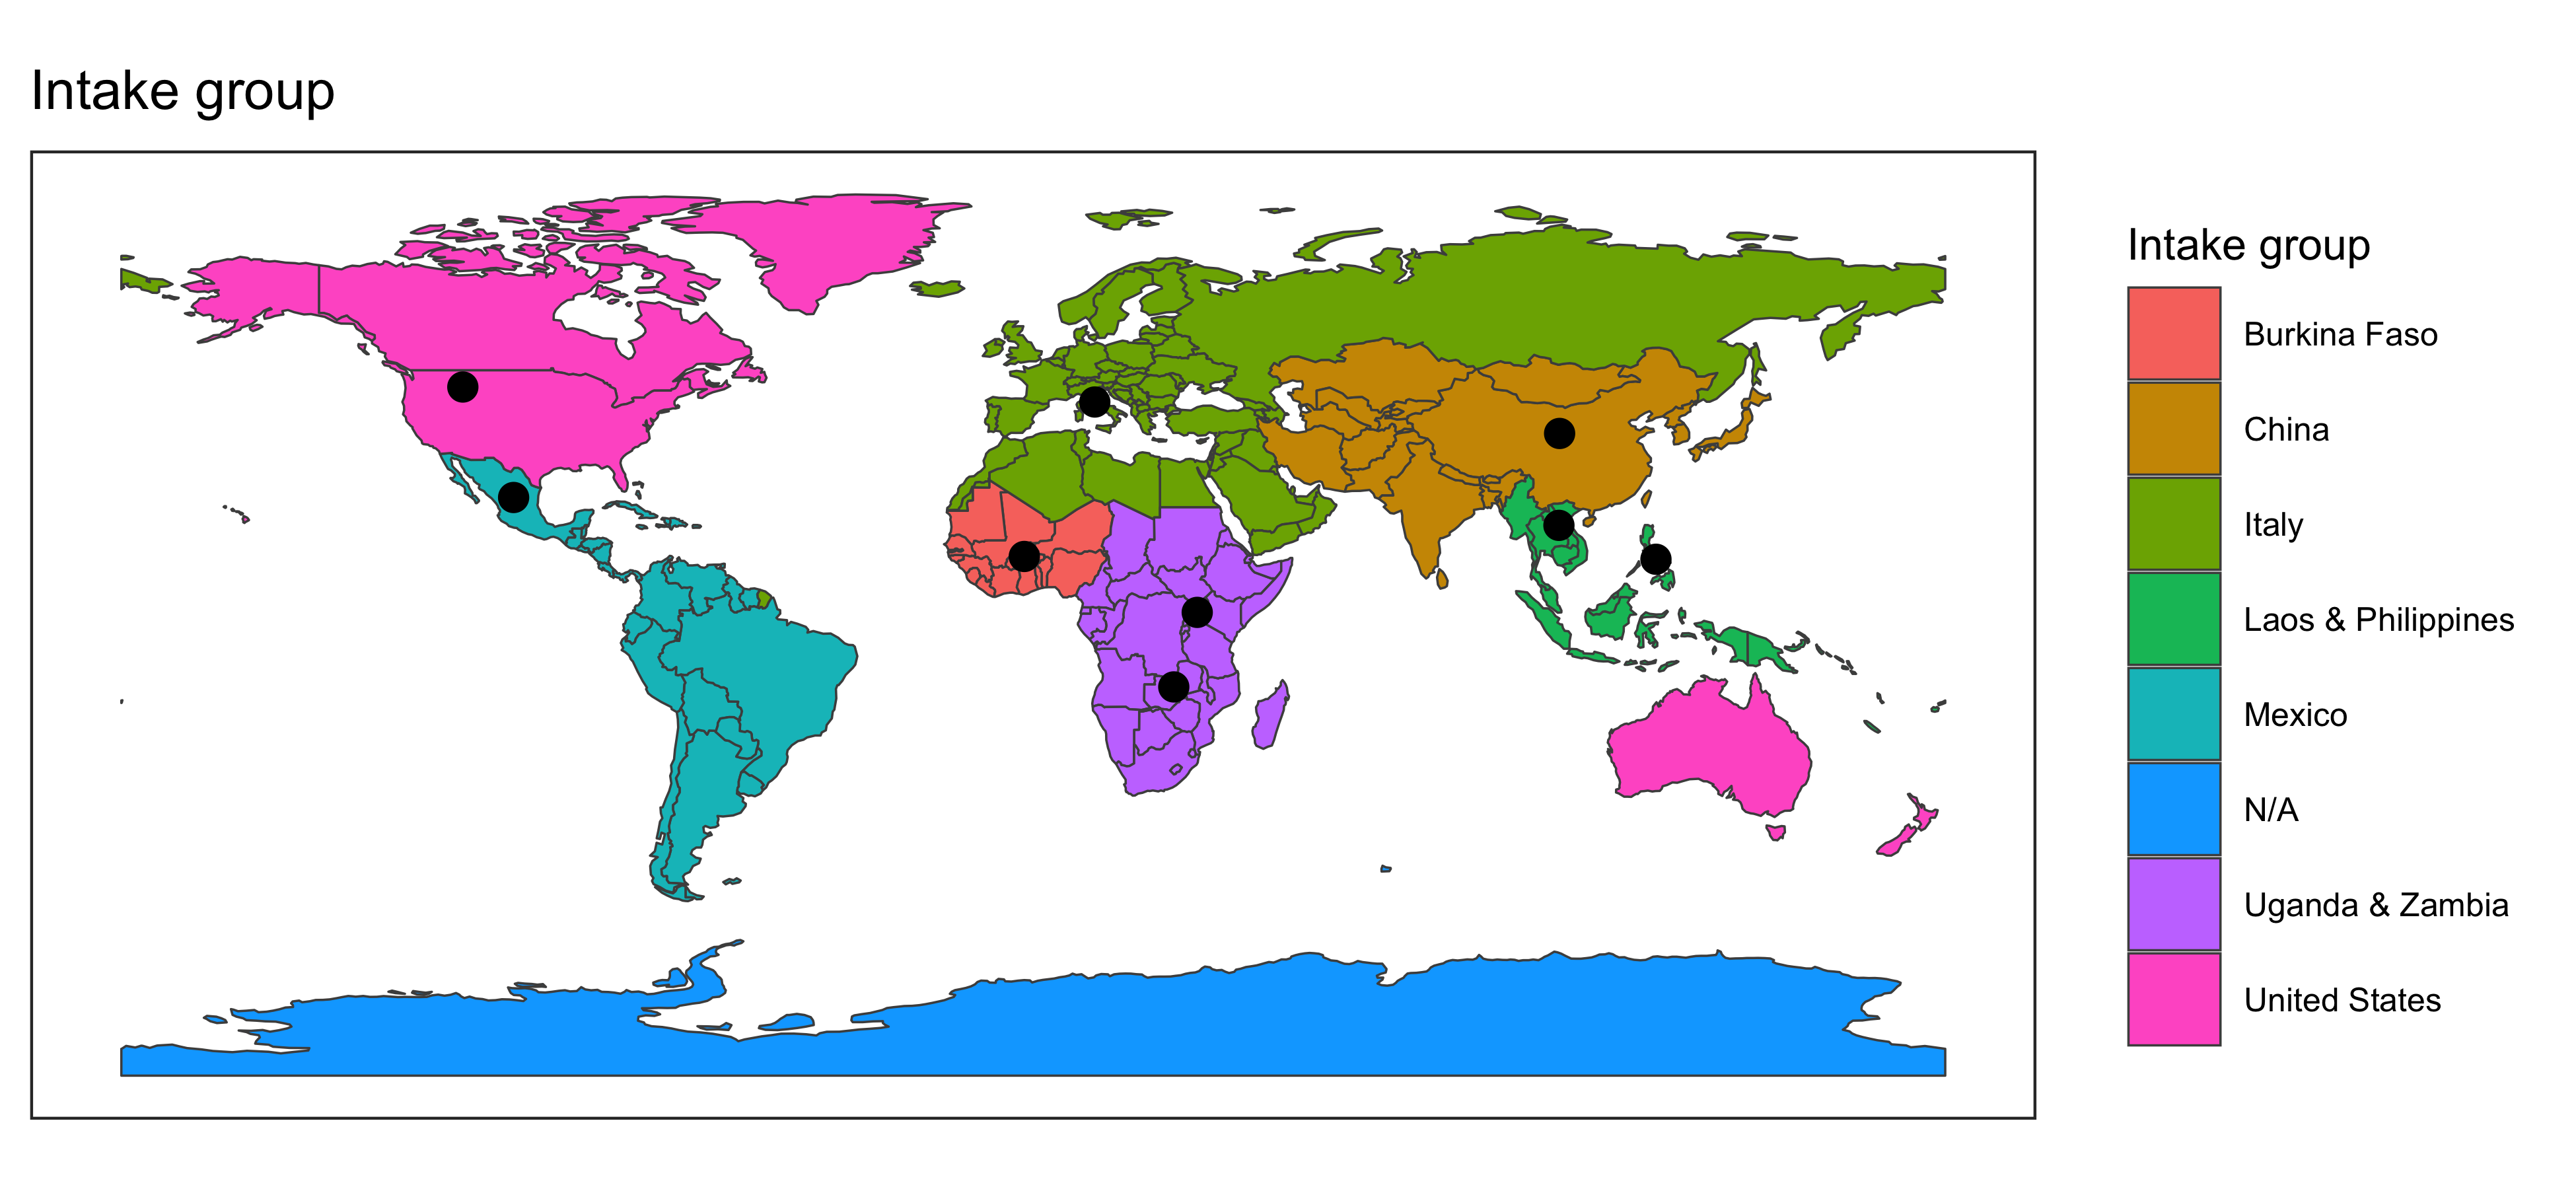 Intake group
Intake group
Burkina Faso
China
Italy
Laos & Philippines
Mexico
N/A
Uganda & Zambia
United States